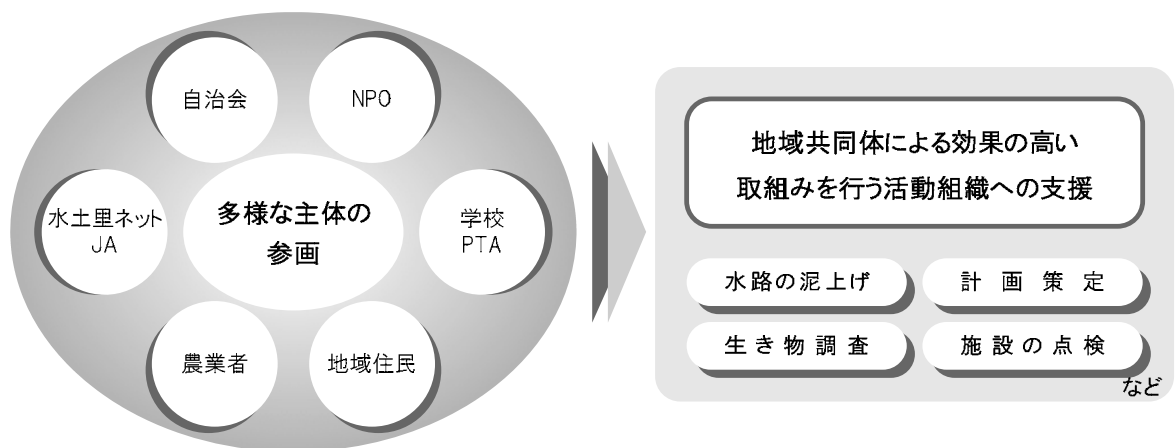 自治会
NPO
水土里ネット
JA
多様な主体の
参画
学校
PTA
農業者
地域住民
地域共同体による効果の高い
取組みを行う活動組織への支援
水路の泥上げ
計画策定
生き物調査
施設の点検
など